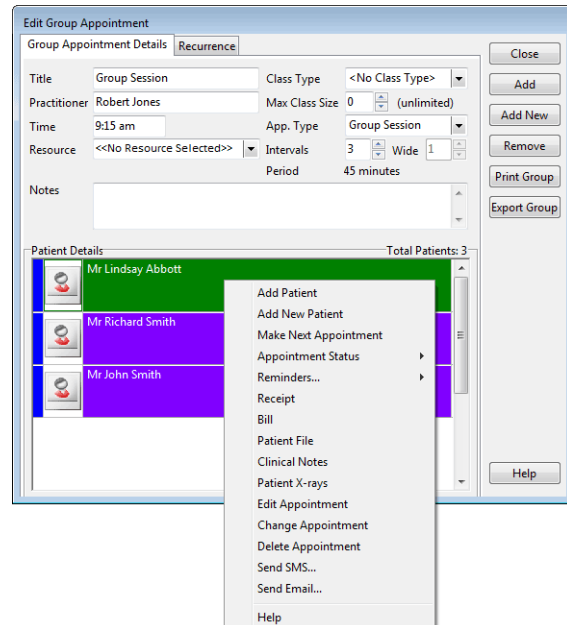 Edit Group Appointment
Group Appointment Details Recurrence
Close
Title Group Session Class Type <No Class Type>
Add
Practitioner Robert Jones Max Class Size 0 (unlimited)
Add New
Time 9:15 am App. Type Group Session
Resource <<No Resource Selected>> Intervals 3 Wide 1
Remove
Period 45 minutes
Print Group
Notes
Export Group
Patient Details Total Patients: 3
Mr Lindsay Abbott
Mr Richard Smith
Mr John Smith
Add Patient
Add New Patient
Make Next Appointment
Appointment Status
Reminders...
Receipt
Bill
Patient File
Clinical Notes
Patient X-rays
Edit Appointment
Change Appointment
Delete Appointment
Send SMS...
Send Email...
Help
Help